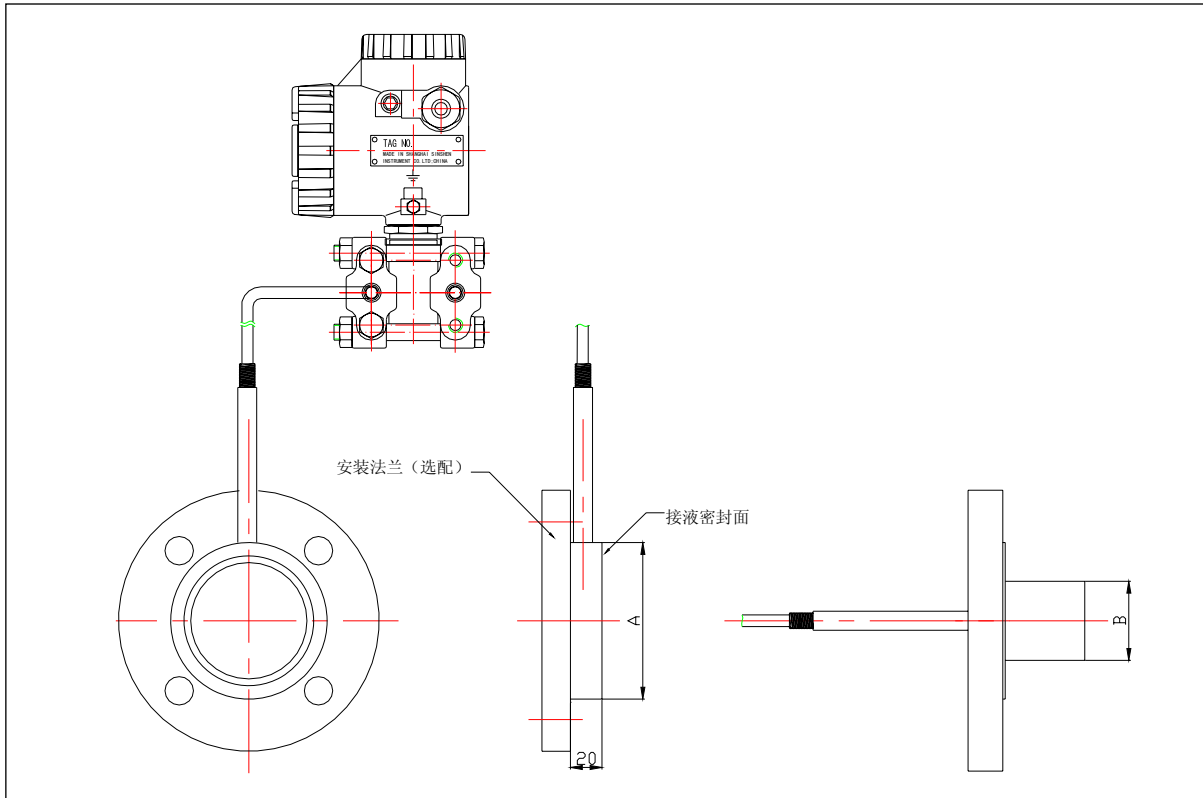 TAG NO.
MADE IN SHANGHAI SINSHEN
INSTRUMENT CO. LTD. CHINA
安装法兰（选配）
接液密封面
A
B
20